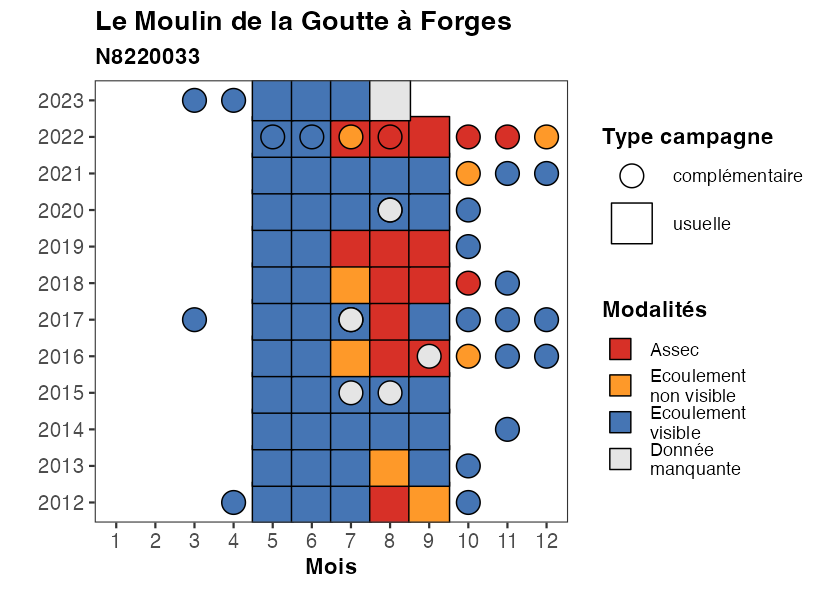 Le Moulin de la Goutte à Forges
N8220033
2023
2022
2021
2020
2019
2018
2017
2016
2015
2014
2013
2012
1 2 3 4 5 6 7 8 9 10 11 12
Mois
Type campagne
complémentaire
usuelle
Modalités
Assec
Ecoulement
non visible
Ecoulement
visible
Donnée
manquante